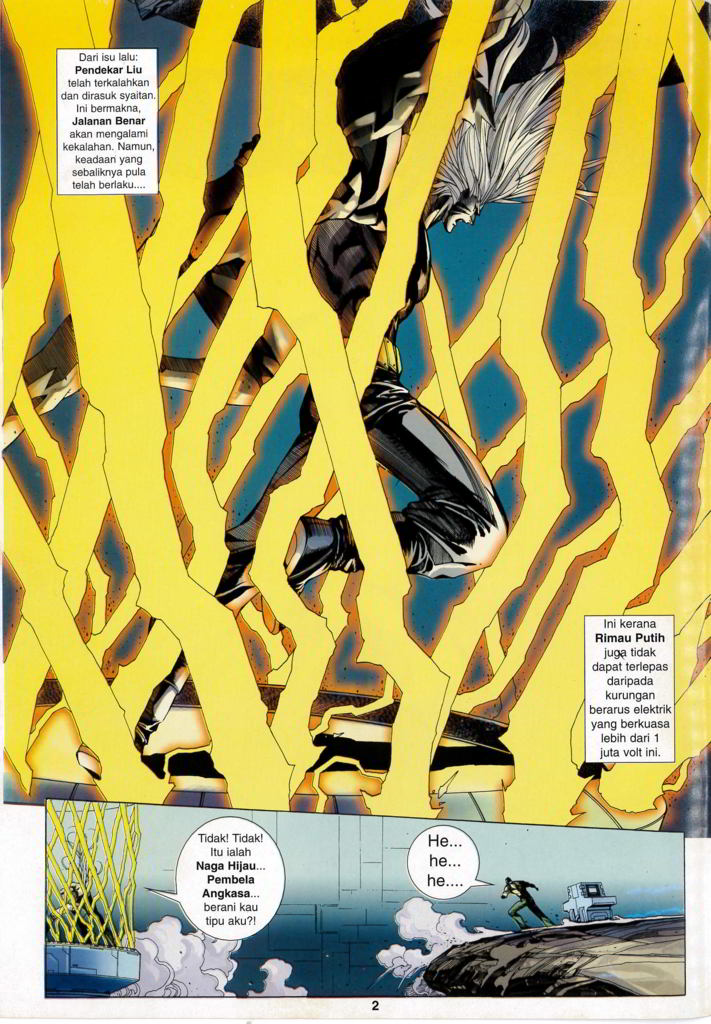 Dari isu lalu:
Pendekar Liu
telah terkalahkan
dan dirasuk syaitan.
Ini bermakna,
Jalanan Benar
akan mengalami
kekalahan. Namun,
keadaan yang
sebaliknya pula
telah berlaku....
Ini kerana
Rimau Putih
juga tidak
dapat terlepas
daripada
kurungan
berarus elektrik
yang berkuasa
lebih dari 1
juta volt ini.
Tidak! Tidak!
Itu ialah
Naga Hijau...
Pembela
Angkasa...
berani kau
tipu aku?!
He...
he...
he....
2